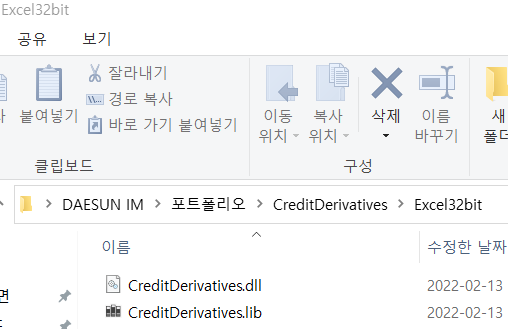 Excel32bit
공유 보기
잘라내기
경로 복사
바로 가기 붙여넣기
붙여넣기
이동 위치
복사 위치
삭제
이름 바꾸기
새
폴더
클립보드
구성
DAESUN IM > 포트폴리오 > CreditDerivatives > Excel32bit
이름 수정한 날짜
CreditDerivatives.dll 2022-02-13
CreditDerivatives.lib 2022-02-13
면